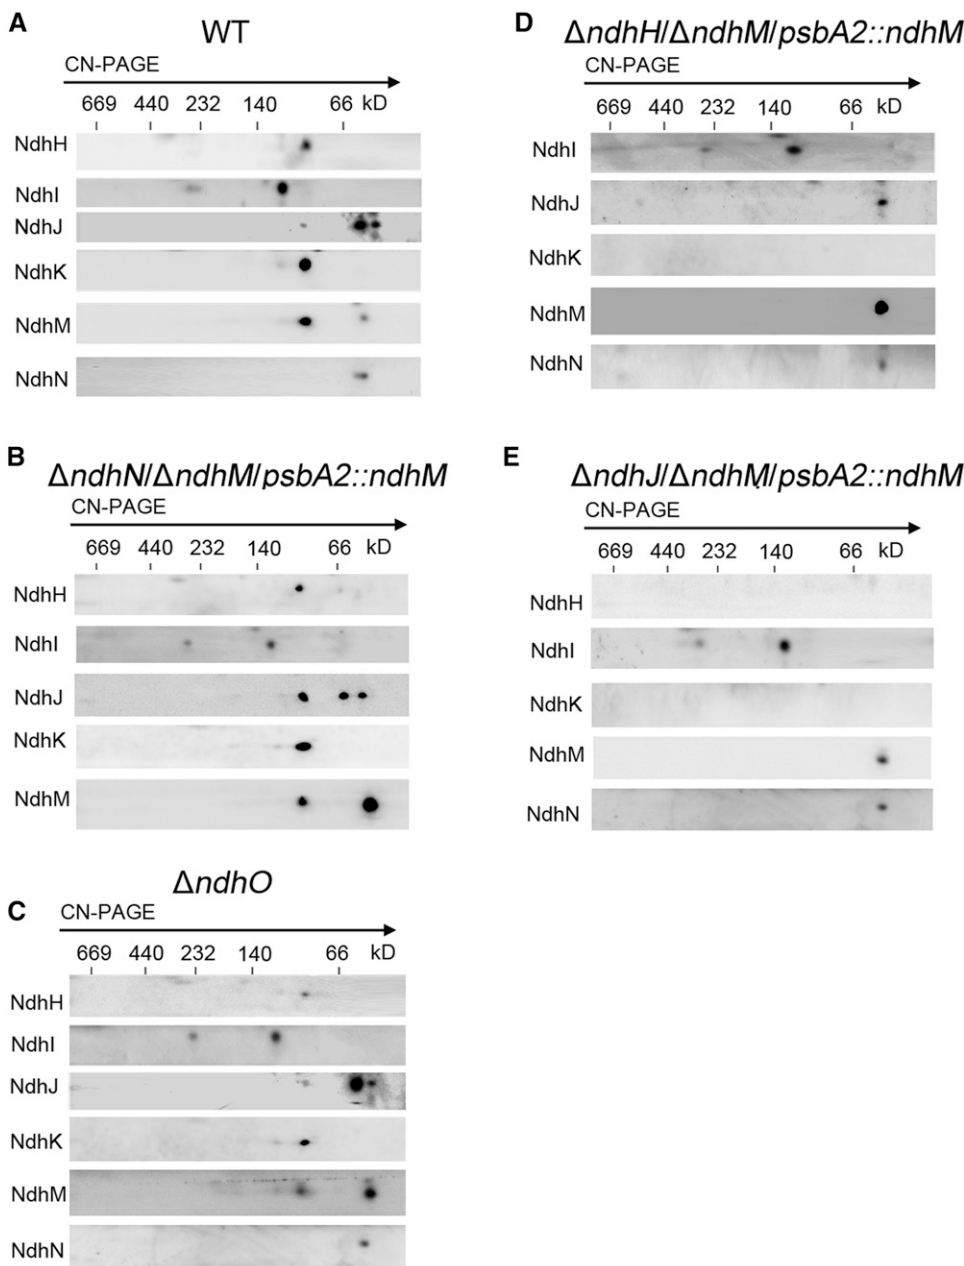 A
WT
CN-PAGE
669 440 232 140 66 kD
NdhH
NdhI
NdhJ
NdhK
NdhM
NdhN
B
ΔndhN/ΔndhM/psbA2::ndhM
CN-PAGE
669 440 232 140 66 kD
NdhH
NdhI
NdhJ
NdhK
NdhM
C
ΔndhO
CN-PAGE
669 440 232 140 66 kD
NdhH
NdhI
NdhJ
NdhK
NdhM
NdhN
D
ΔndhH/ΔndhM/psbA2::ndhM
CN-PAGE
669 440 232 140 66 kD
NdhI
NdhJ
NdhK
NdhM
NdhN
E
ΔndhJ/ΔndhM/psbA2::ndhM
CN-PAGE
669 440 232 140 66 kD
NdhH
NdhI
NdhK
NdhM
NdhN